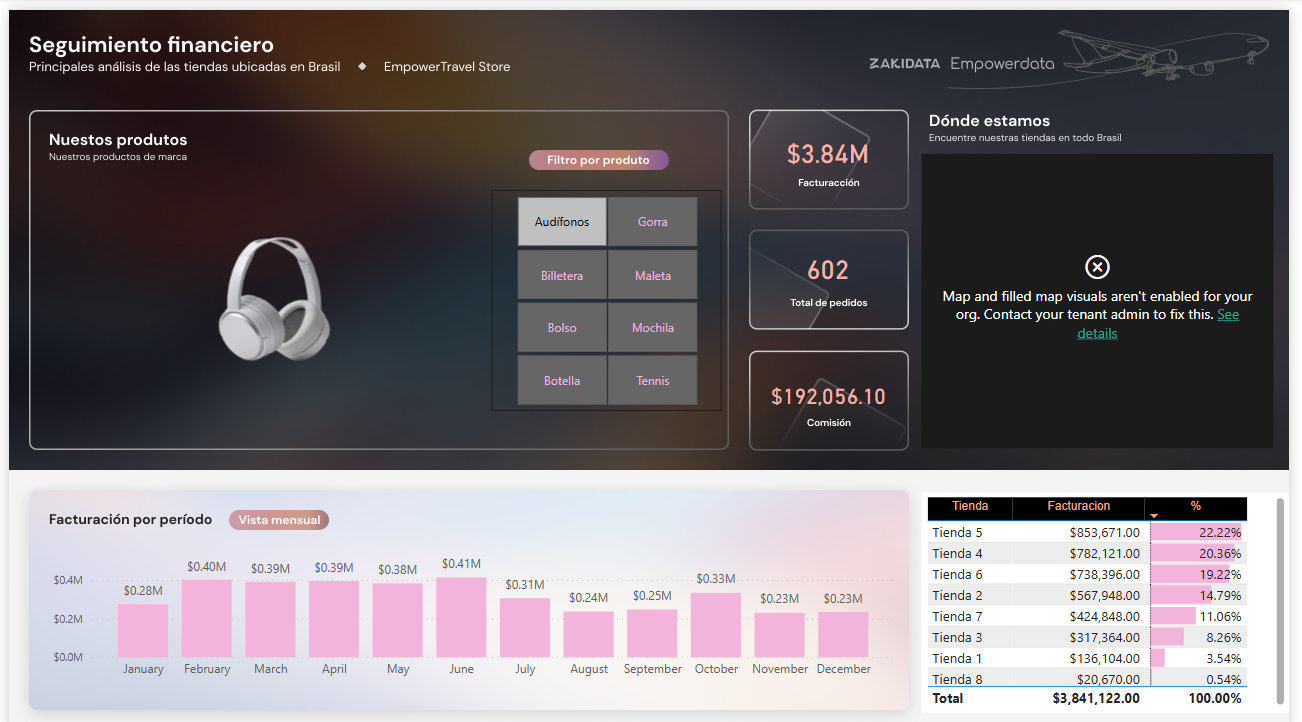 Seguimiento financiero
Principales análisis de las tiendas ubicadas en Brasil ◆ EmpowerTravel Store
ZAKIDATA Empowerdata
Nuestos produtos
Nuestros productos de marca
Filtro por produto
Audífonos Gorra
Billetera Maleta
Bolso Mochila
Botella Tennis
$3.84M
Facturacción
602
Total de pedidos
$192,056.10
Comisión
Dónde estamos
Encuentre nuestras tiendas en todo Brasil
Map and filled map visuals aren't enabled for your
org. Contact your tenant admin to fix this. See
details
Facturación por período Vista mensual
$0.4M
$0.2M
$0.0M
$0.28M $0.40M $0.39M $0.39M $0.38M $0.41M $0.31M $0.24M $0.25M $0.33M $0.23M $0.23M
January February March April May June July August September October November December
Tienda Facturacion %
Tienda 5 $853,671.00 22.22%
Tienda 4 $782,121.00 20.36%
Tienda 6 $738,396.00 19.22%
Tienda 2 $567,948.00 14.79%
Tienda 7 $424,848.00 11.06%
Tienda 3 $317,364.00 8.26%
Tienda 1 $136,104.00 3.54%
Tienda 8 $20,670.00 0.54%
Total $3,841,122.00 100.00%